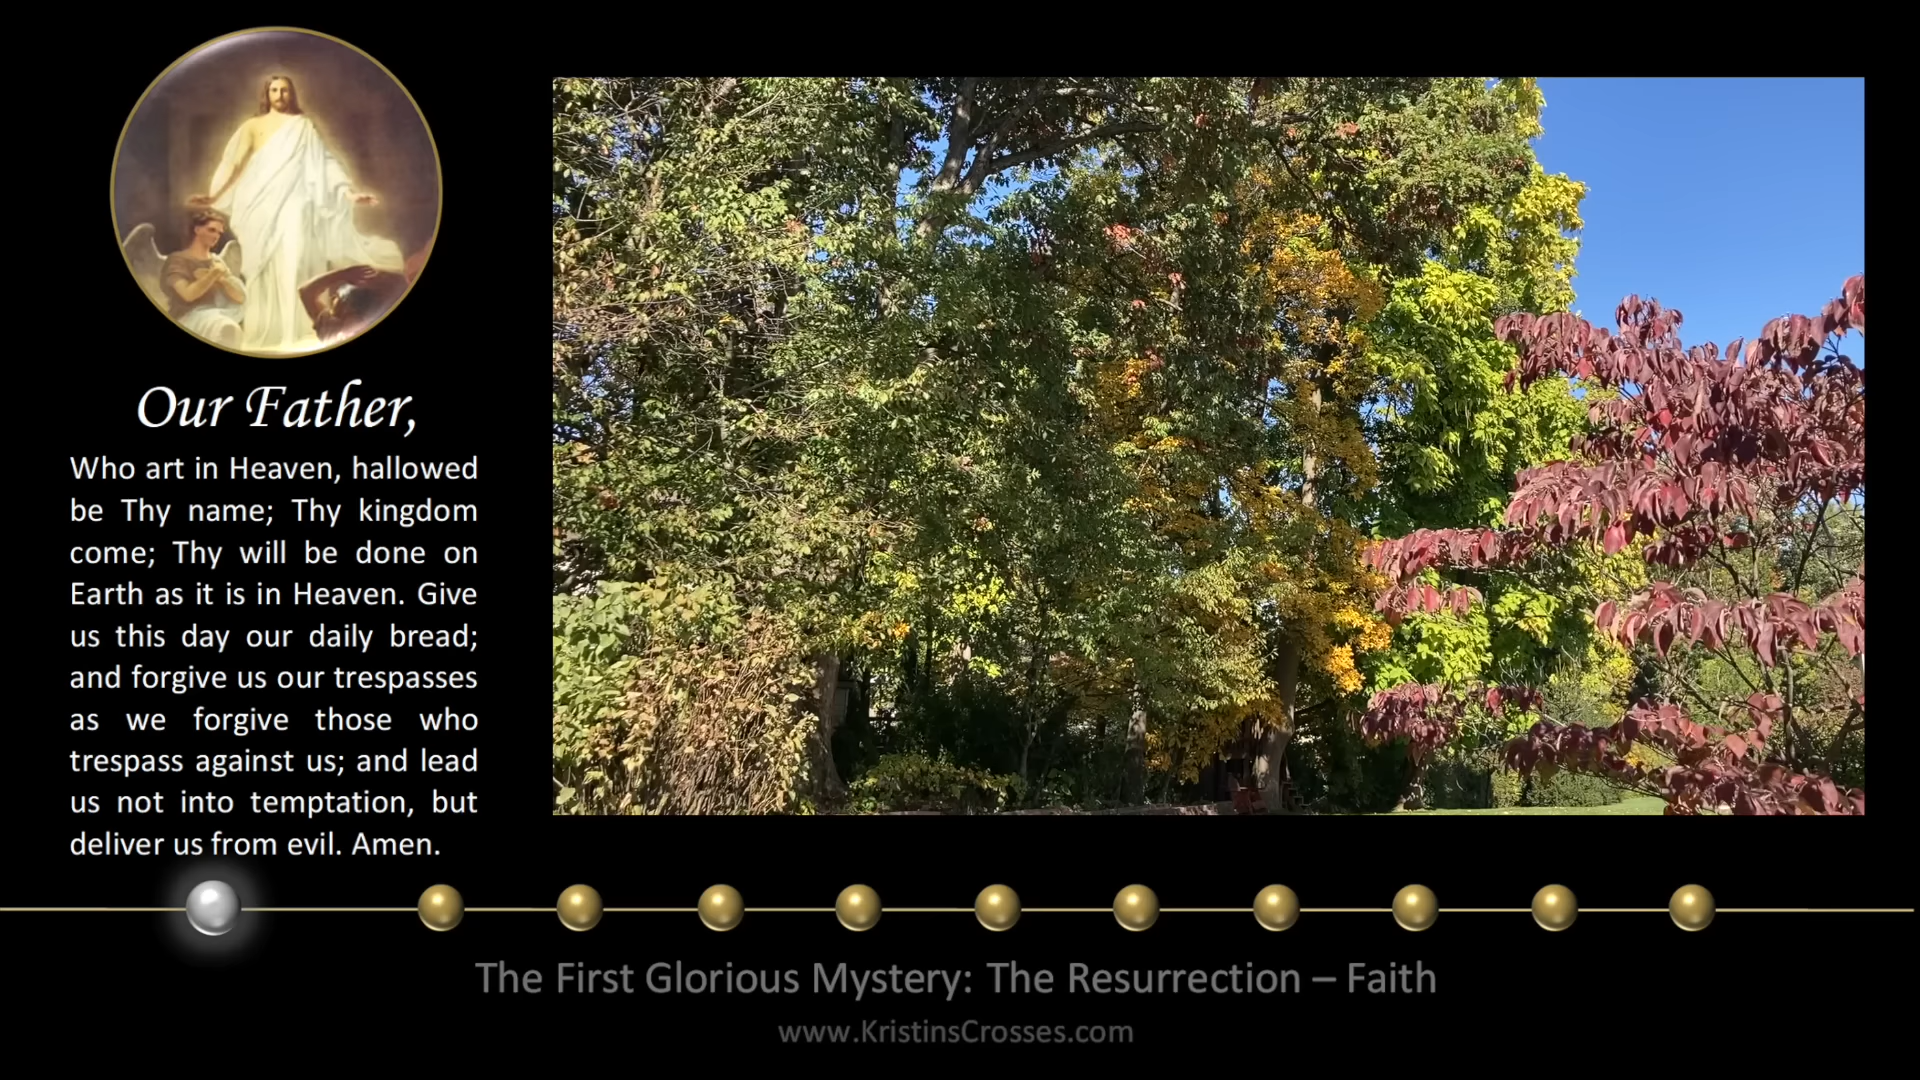 Our Father,
Who art in Heaven, hallowed
be Thy name; Thy kingdom
come; Thy will be done on
Earth as it is in Heaven. Give
us this day our daily bread;
and forgive us our trespasses
as we forgive those who
trespass against us; and lead
us not into temptation, but
deliver us from evil. Amen.
The First Glorious Mystery: The Resurrection – Faith
www.KristinsCrosses.com